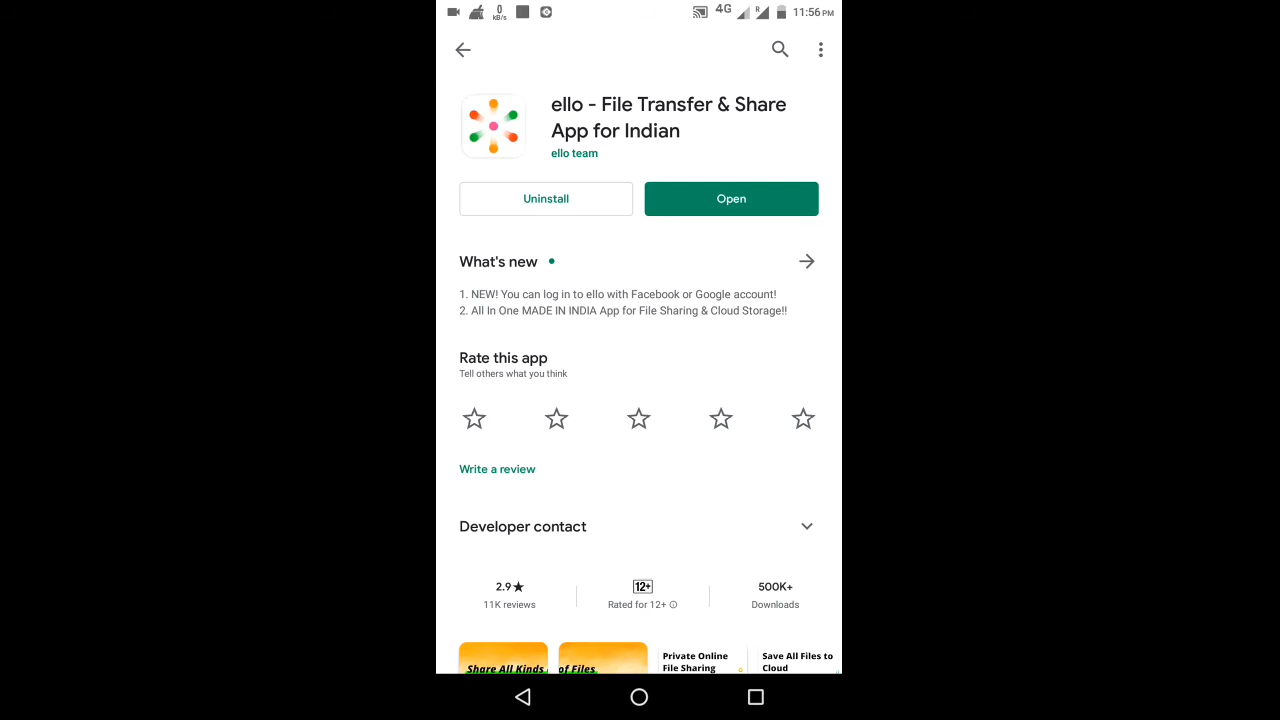 0
kB/s
4G
R
11:56 PM
ello - File Transfer & Share
App for Indian
ello team
Uninstall
Open
What's new
1. NEW! You can log in to ello with Facebook or Google account!
2. All In One MADE IN INDIA App for File Sharing & Cloud Storage!!
Rate this app
Tell others what you think
Write a review
Developer contact
2.9★
12+
500K+
11K reviews
Rated for 12+
Downloads
Share All Kinds
of Files
Private Online
File Sharing
Save All Files to
Cloud